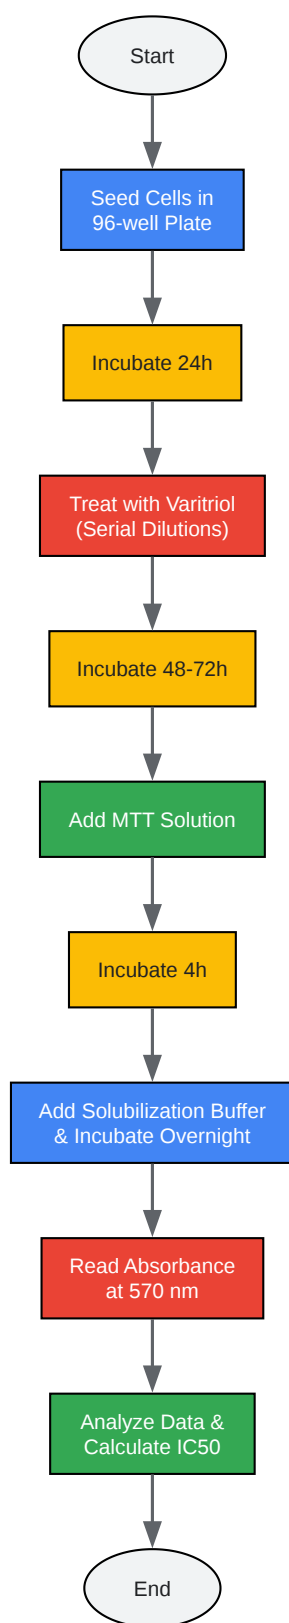 Start
Seed Cells in
96-well Plate
Incubate 24h
Treat with Varitriol
(Serial Dilutions)
Incubate 48-72h
Add MTT Solution
Incubate 4h
Add Solubilization Buffer
& Incubate Overnight
Read Absorbance
at 570 nm
Analyze Data &
Calculate IC50
End